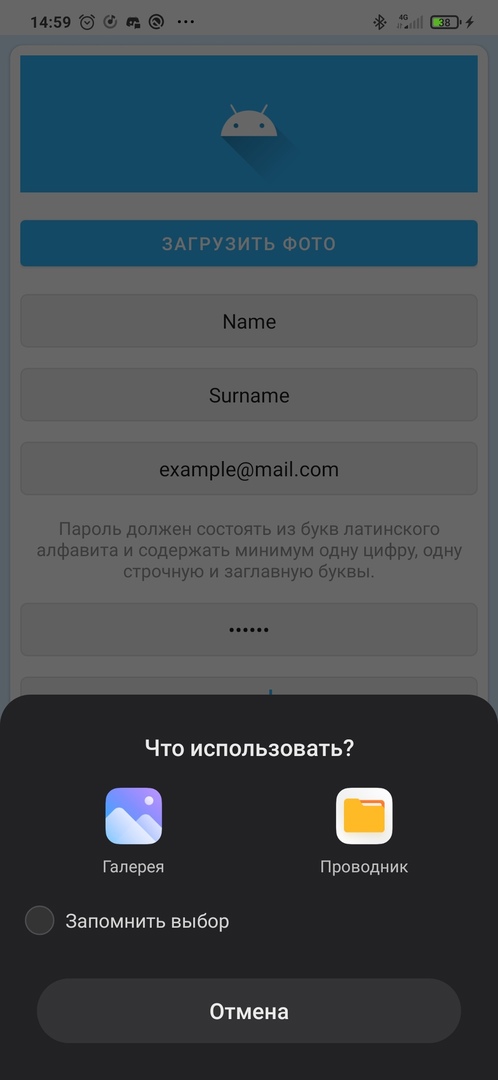 14:59
4G
38
ЗАГРУЗИТЬ ФОТО
Name
Surname
example@mail.com
Пароль должен состоять из букв латинского
алфавита и содержать минимум одну цифру, одну
строчную и заглавную буквы.
••••••
Что использовать?
Галерея
Проводник
Запомнить выбор
Отмена